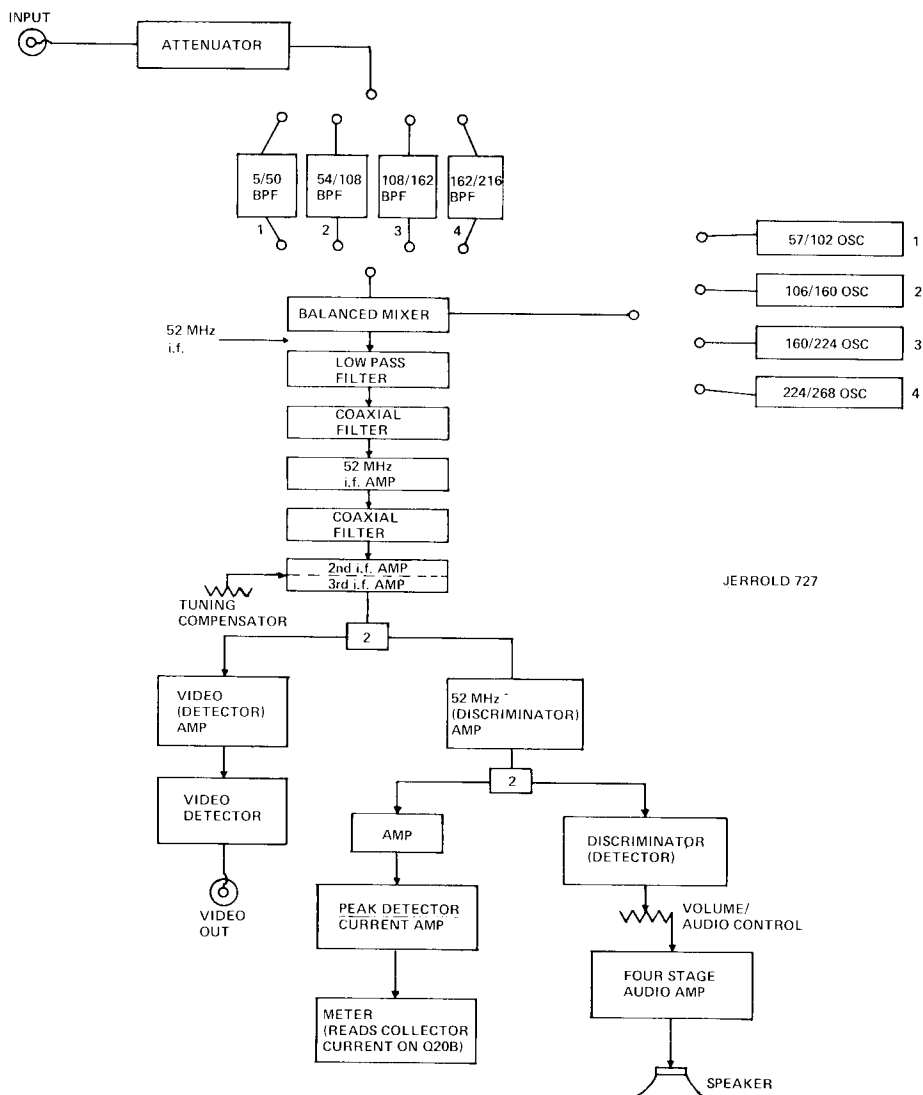 INPUT
ATTENUATOR
5/50
BPF
54/108
BPF
108/162
BPF
162/216
BPF
1
2
3
4
57/102 OSC
1
106/160 OSC
2
160/224 OSC
3
224/268 OSC
4
BALANCED MIXER
52 MHz
i.f.
LOW PASS
FILTER
COAXIAL
FILTER
52 MHz
i.f. AMP
COAXIAL
FILTER
2nd i.f. AMP
3rd i.f. AMP
TUNING
COMPENSATOR
JERROLD 727
2
VIDEO
(DETECTOR)
AMP
52 MHz
(DISCRIMINATOR)
AMP
2
VIDEO
DETECTOR
AMP
DISCRIMINATOR
(DETECTOR)
VIDEO
OUT
PEAK DETECTOR
CURRENT AMP
VOLUME/
AUDIO CONTROL
FOUR STAGE
AUDIO AMP
METER
(READS COLLECTOR
CURRENT ON Q20B)
SPEAKER